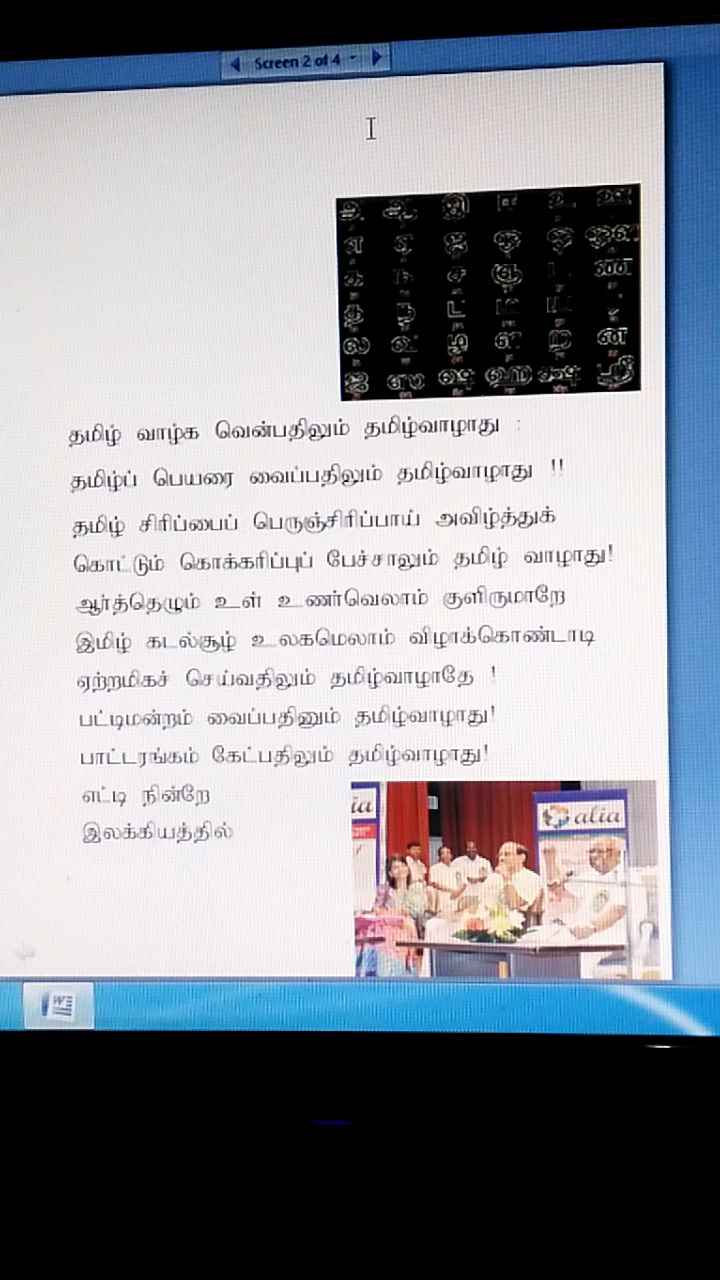 Screen 2 of 4
அ ஆ இ ஈ உ ஊ
எ ஏ ஐ ஒ ஓ ஔ
க ங ச ஞ ட ண
த ந ப ம ய ர
ல வ ழ ள ற ன
ஜ ஸ ஷ ஹ க்ஷ ஸ்ரீ
தமிழ் வாழ்க வென்பதிலும் தமிழ்வாழாது :
தமிழ்ப் பெயரை வைப்பதிலும் தமிழ்வாழாது !!
தமிழ் சிரிப்பைப் பெருஞ்சிரிப்பாய் அவிழ்த்துக்
கொட்டும் கொக்கரிப்புப் பேச்சாலும் தமிழ் வாழாது!
ஆர்த்தெழும் உள் உணர்வெலாம் குளிருமாறே
இமிழ் கடல்சூழ் உலகமெலாம் விழாக்கொண்டாடி
ஏற்றமிகச் செய்வதிலும் தமிழ்வாழாதே !
பட்டிமன்றம் வைப்பதினும் தமிழ்வாழாது!
பாட்டரங்கம் கேட்பதிலும் தமிழ்வாழாது!
எட்டி நின்றே
இலக்கியத்தில்
ia
alia
W